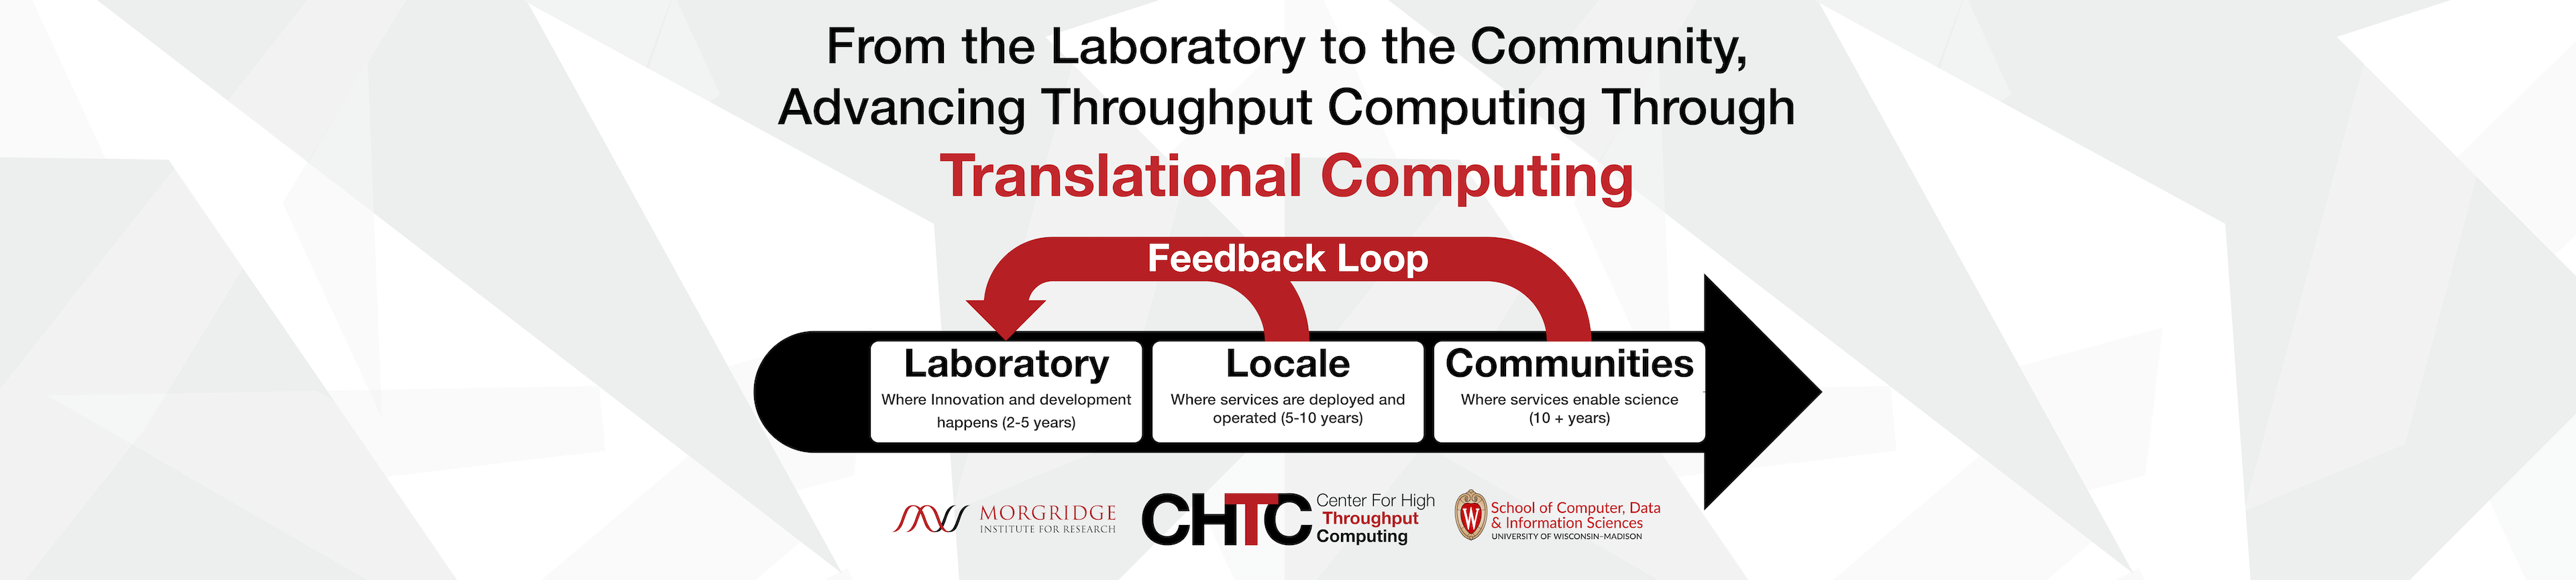 From the Laboratory to the Community,
Advancing Throughput Computing Through
Translational Computing
Feedback Loop
Laboratory
Where Innovation and development
happens (2-5 years)
Locale
Where services are deployed and
operated (5-10 years)
Communities
Where services enable science
(10 + years)
MORGRIDGE
INSTITUTE FOR RESEARCH
CHTC
Center For High
Throughput
Computing
W
School of Computer, Data
& Information Sciences
UNIVERSITY OF WISCONSIN–MADISON